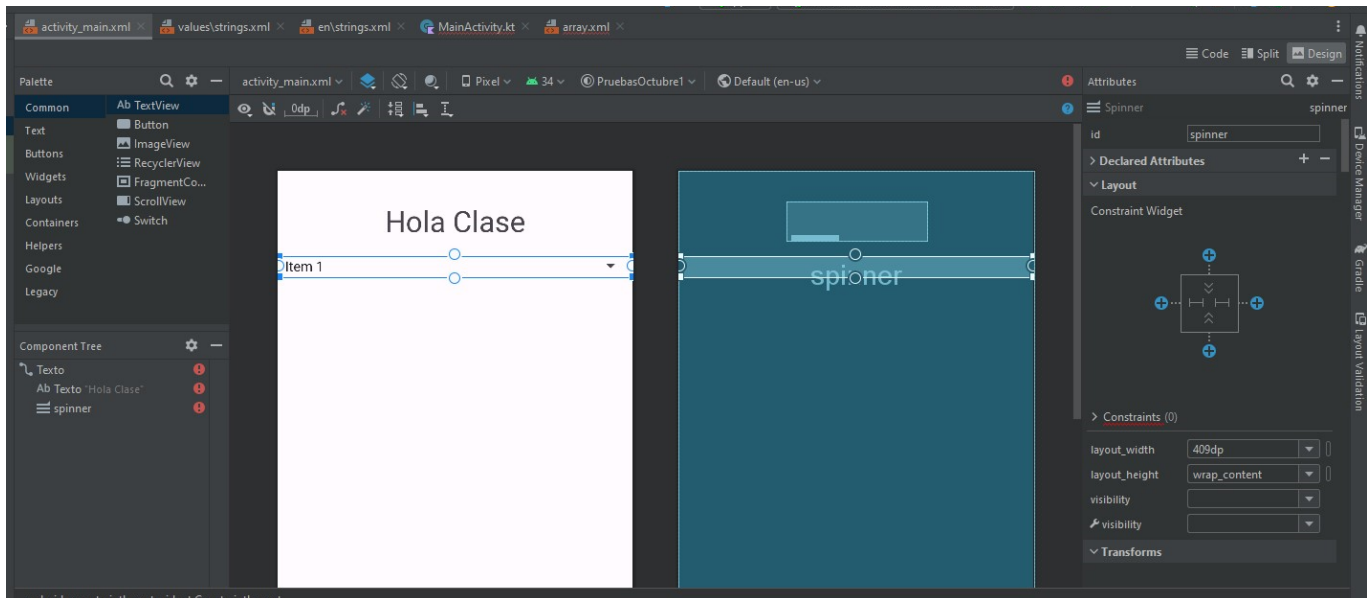 activity_main.xml values\strings.xml en\strings.xml MainActivity.kt array.xml
Code Split Design
Palette
activity_main.xml Pixel 34 PruebasOctubre1 Default (en-us)
Attributes
Common
Text
Buttons
Widgets
Layouts
Containers
Helpers
Google
Legacy
Ab TextView
Button
ImageView
RecyclerView
FragmentCo...
ScrollView
Switch
0dp
Hola Clase
Item 1
spinner
Component Tree
Texto
Ab Texto "Hola Clase"
spinner
Spinner spinner
id spinner
Declared Attributes
Layout
Constraint Widget
Constraints (0)
layout_width 409dp
layout_height wrap_content
visibility
visibility
Transforms
Notifications
Device Manager
Gradle
Layout Validation